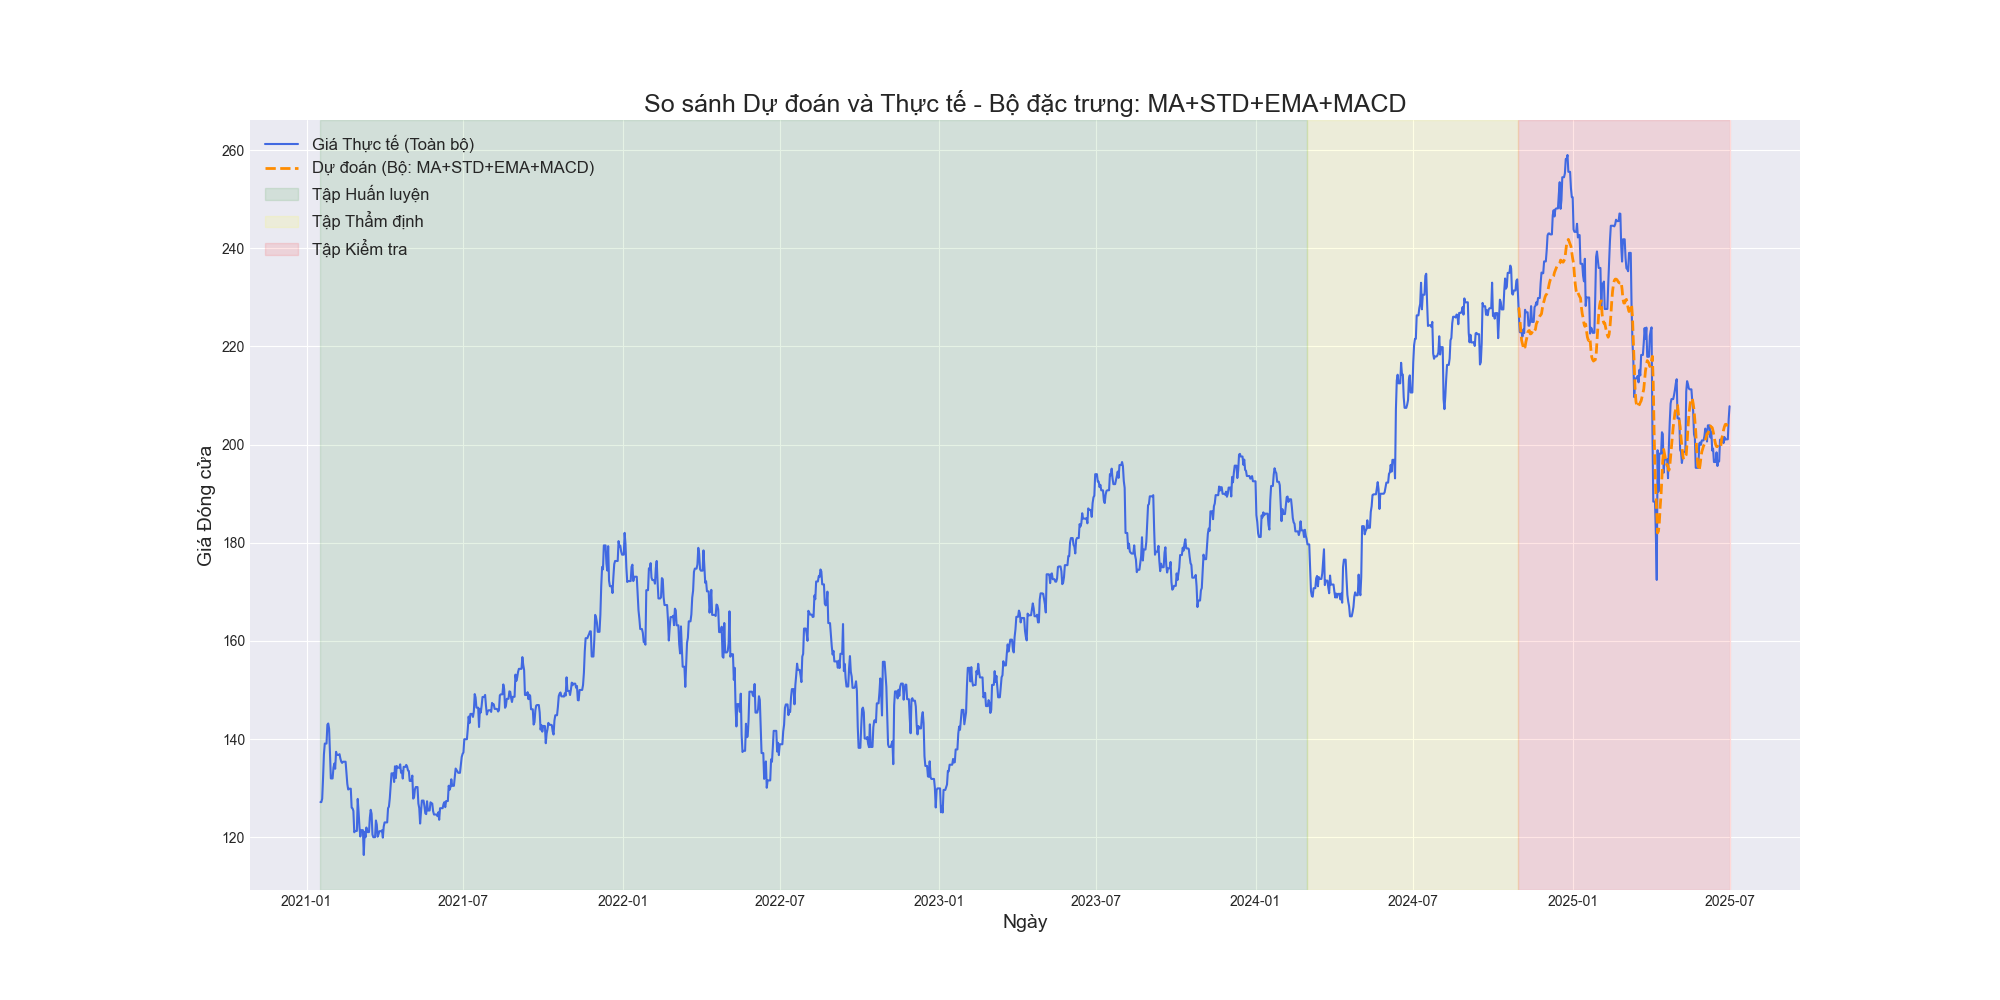 So sánh Dự đoán và Thực tế - Bộ đặc trưng: MA+STD+EMA+MACD
Giá Thực tế (Toàn bộ)
Dự đoán (Bộ: MA+STD+EMA+MACD)
Tập Huấn luyện
Tập Thẩm định
Tập Kiểm tra
Giá Đóng cửa
260
240
220
200
180
160
140
120
2021-01 2021-07 2022-01 2022-07 2023-01 2023-07 2024-01 2024-07 2025-01 2025-07
Ngày